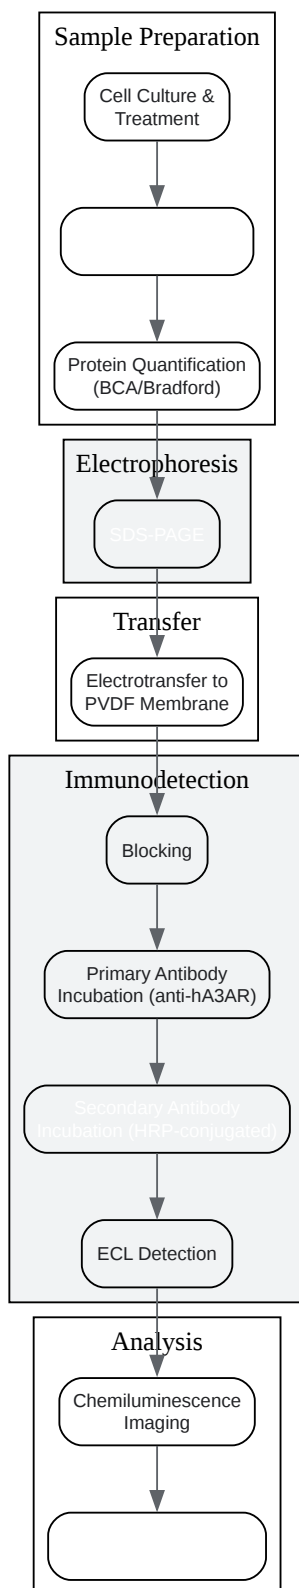 Sample Preparation
Cell Culture &
Treatment
Protein Quantification
(BCA/Bradford)
Electrophoresis
SDS-PAGE
Transfer
Electrotransfer to
PVDF Membrane
Immunodetection
Blocking
Primary Antibody
Incubation (anti-hA3AR)
Secondary Antibody
Incubation (HRP-conjugated)
ECL Detection
Analysis
Chemiluminescence
Imaging